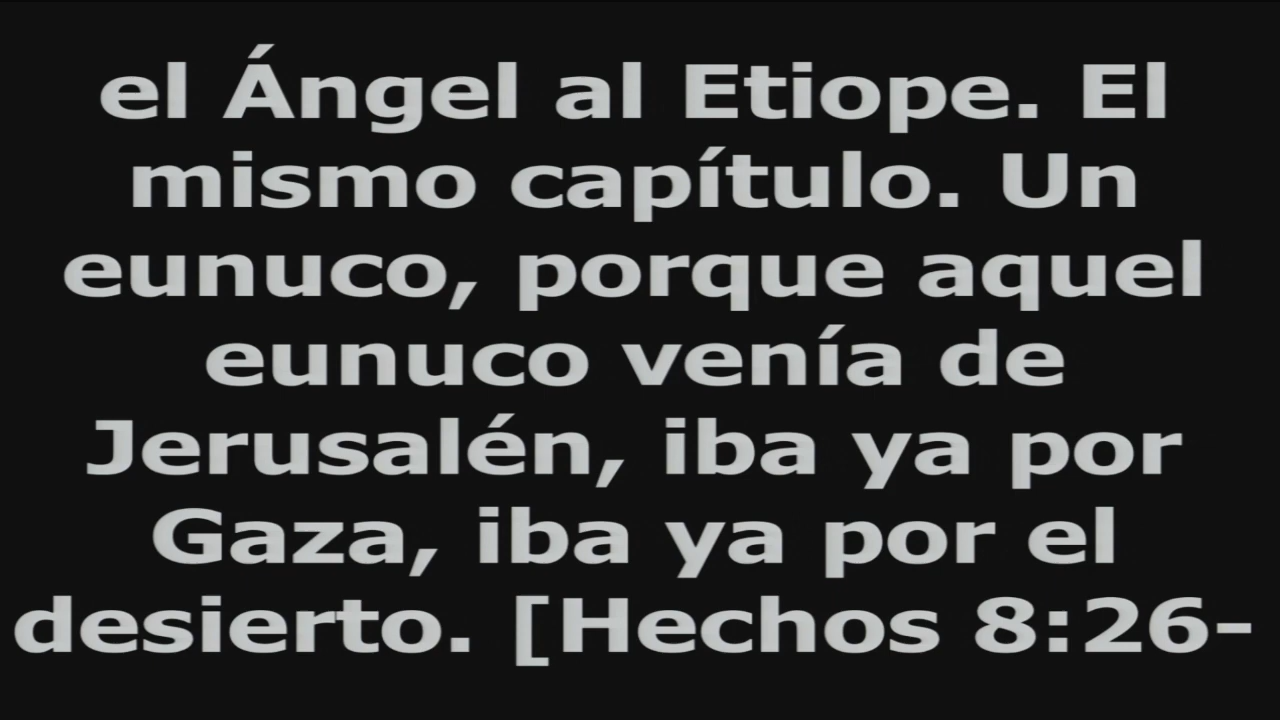 el Ángel al Etiope. El
mismo capítulo. Un
eunuco, porque aquel
eunuco venía de
Jerusalén, iba ya por
Gaza, iba ya por el
desierto. [Hechos 8:26-